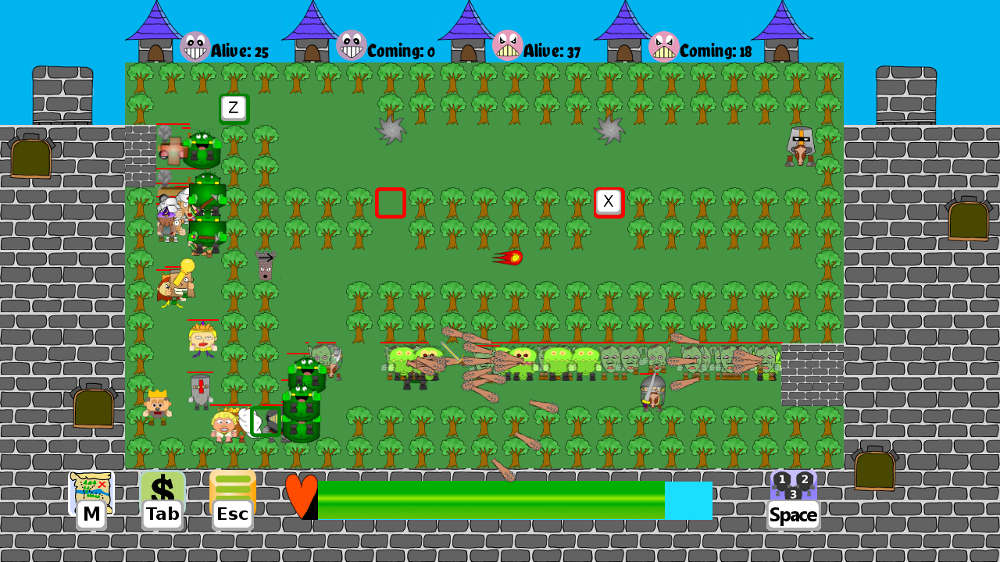 Alive: 25
Coming: 0
Alive: 37
Coming: 18
Z
X
M
$
Tab
Esc
1 2
3
Space